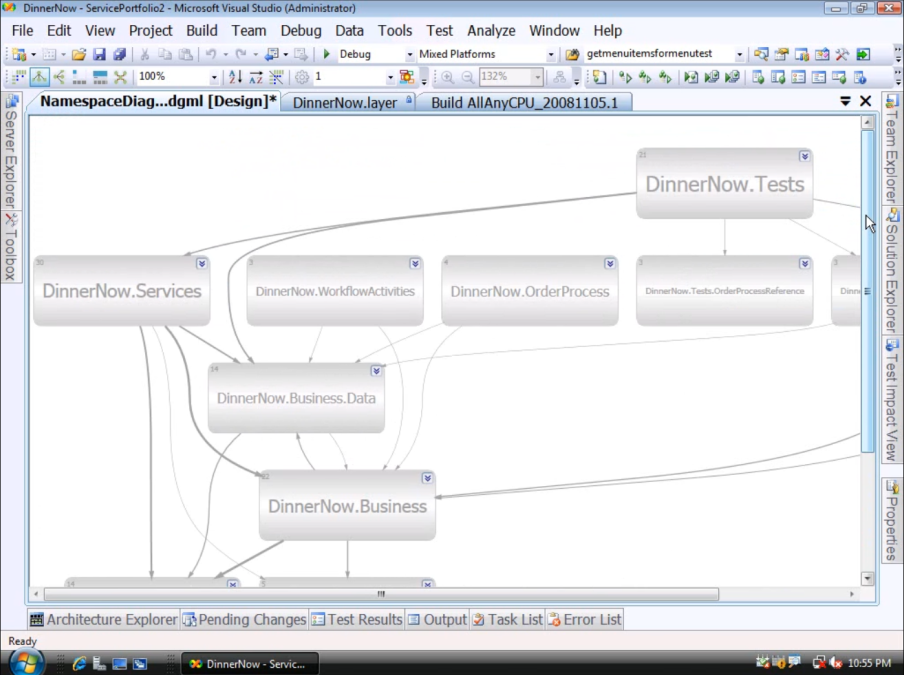 DinnerNow - ServicePortfolio2 - Microsoft Visual Studio (Administrator)
File Edit View Project Build Team Debug Data Tools Test Analyze Window Help
Debug Mixed Platforms getmenuitemsformenutest
100% 1 132%
NamespaceDiag...dgml [Design]* DinnerNow.layer Build AllAnyCPU_20081105.1
Server Explorer
Toolbox
Team Explorer
Solution Explorer
Test Impact View
Properties
21
DinnerNow.Tests
30
DinnerNow.Services
3
DinnerNow.WorkflowActivities
4
DinnerNow.OrderProcess
3
DinnerNow.Tests.OrderProcessReference
3
14
DinnerNow.Business.Data
DinnerNow.Business
14
5
Architecture Explorer Pending Changes Test Results Output Task List Error List
Ready
DinnerNow - Servic...
10:55 PM